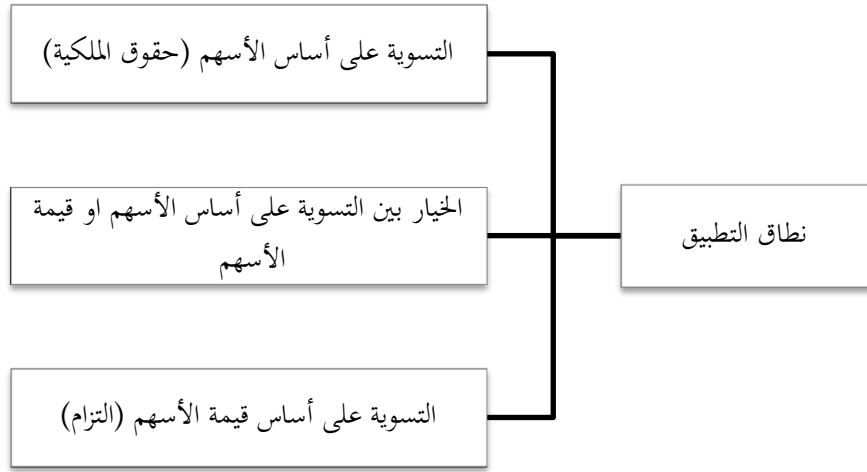 نطاق التطبيق
التسوية على أساس الأسهم (حقوق الملكية)
الخيار بين التسوية على أساس الأسهم او قيمة
الأسهم
التسوية على أساس قيمة الأسهم (التزام)